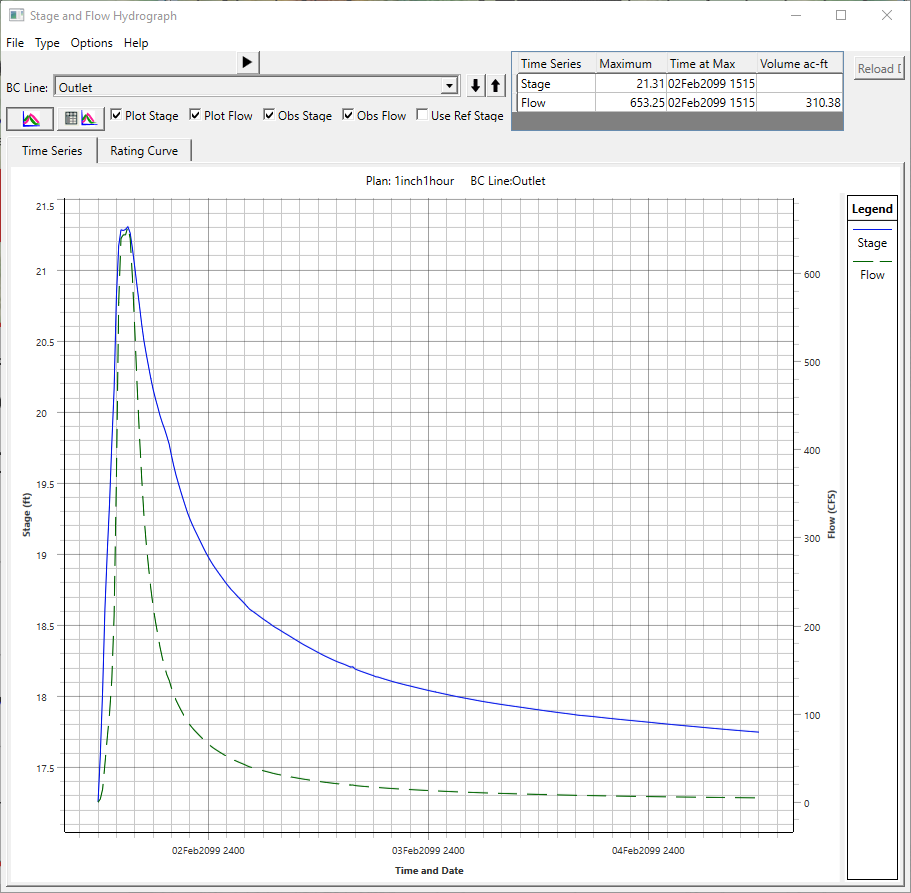 Stage and Flow Hydrograph
File Type Options Help
BC Line: Outlet
Plot Stage Plot Flow Obs Stage Obs Flow Use Ref Stage
Time Series Maximum Time at Max Volume ac-ft
Stage 21.31 02Feb2099 1515
Flow 653.25 02Feb2099 1515 310.38
Reload [
Time Series Rating Curve
Plan: 1inch1hour BC Line:Outlet
Stage (ft)
21.5
21
20.5
20
19.5
19
18.5
18
17.5
Flow (CFS)
600
500
400
300
200
100
0
02Feb2099 2400 03Feb2099 2400 04Feb2099 2400
Time and Date
Legend
Stage
Flow